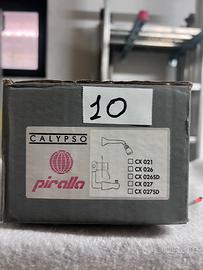 10
CALYPSO
piralla
CX 021
CX 026
CX 026SD
CX 027
CX 027SD